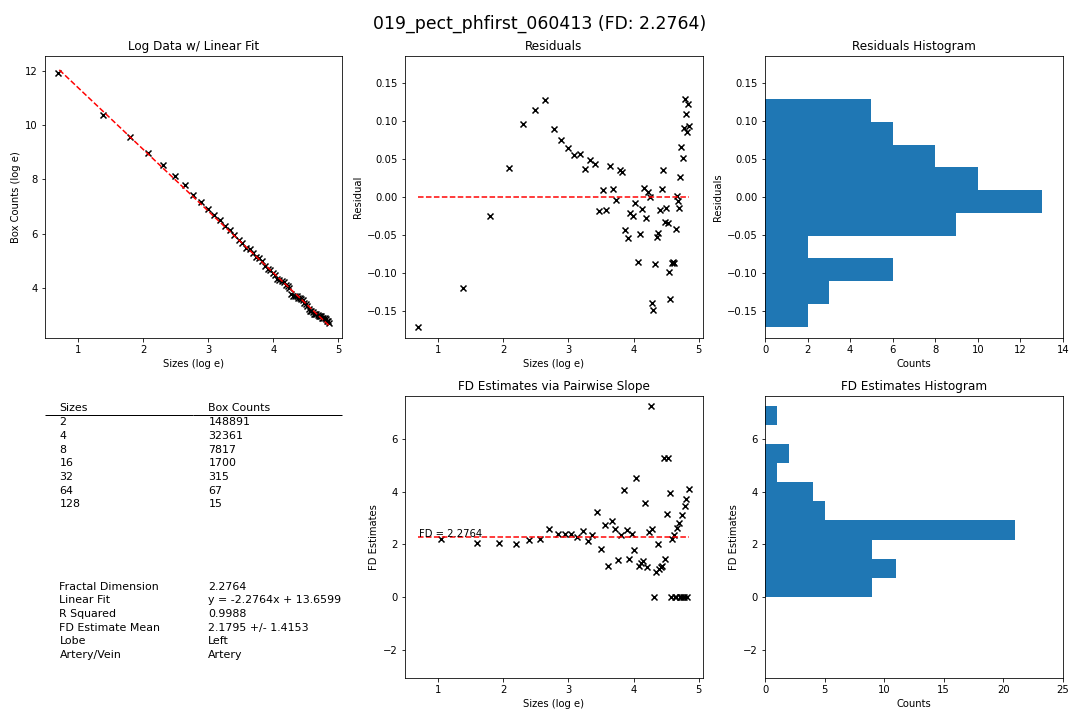 019_pect_phfirst_060413 (FD: 2.2764)
Log Data w/ Linear Fit
12
10
8
6
4
1
2
3
4
5
Box Counts (log e)
Sizes (log e)
Residuals
0.15
0.10
0.05
0.00
−0.05
−0.10
−0.15
1
2
3
4
5
Residual
Sizes (log e)
Residuals Histogram
0.15
0.10
0.05
0.00
−0.05
−0.10
−0.15
0
2
4
6
8
10
12
14
Residuals
Counts
Sizes Box Counts
2 148891
4 32361
8 7817
16 1700
32 315
64 67
128 15
Fractal Dimension 2.2764
Linear Fit y = -2.2764x + 13.6599
R Squared 0.9988
FD Estimate Mean 2.1795 +/- 1.4153
Lobe Left
Artery/Vein Artery
FD Estimates via Pairwise Slope
6
4
2
0
−2
FD = 2.2764
1
2
3
4
5
FD Estimates
Sizes (log e)
FD Estimates Histogram
6
4
2
0
−2
0
5
10
15
20
25
FD Estimates
Counts